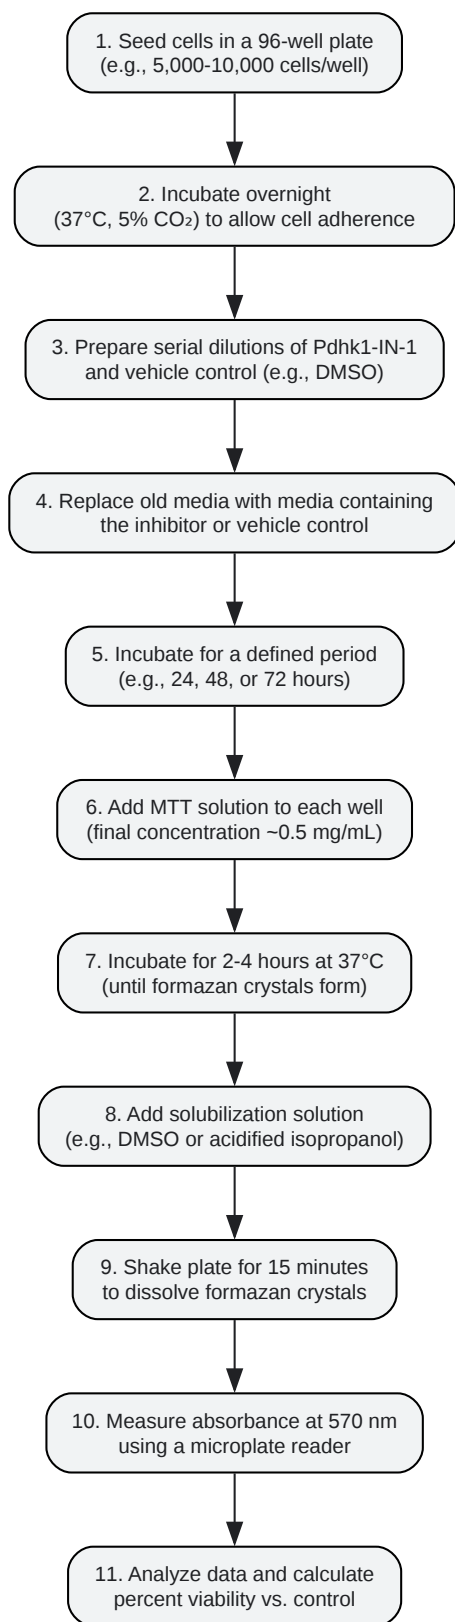 1. Seed cells in a 96-well plate
(e.g., 5,000-10,000 cells/well)
2. Incubate overnight
(37°C, 5% CO₂) to allow cell adherence
3. Prepare serial dilutions of Pdhk1-IN-1
and vehicle control (e.g., DMSO)
4. Replace old media with media containing
the inhibitor or vehicle control
5. Incubate for a defined period
(e.g., 24, 48, or 72 hours)
6. Add MTT solution to each well
(final concentration ~0.5 mg/mL)
7. Incubate for 2-4 hours at 37°C
(until formazan crystals form)
8. Add solubilization solution
(e.g., DMSO or acidified isopropanol)
9. Shake plate for 15 minutes
to dissolve formazan crystals
10. Measure absorbance at 570 nm
using a microplate reader
11. Analyze data and calculate
percent viability vs. control